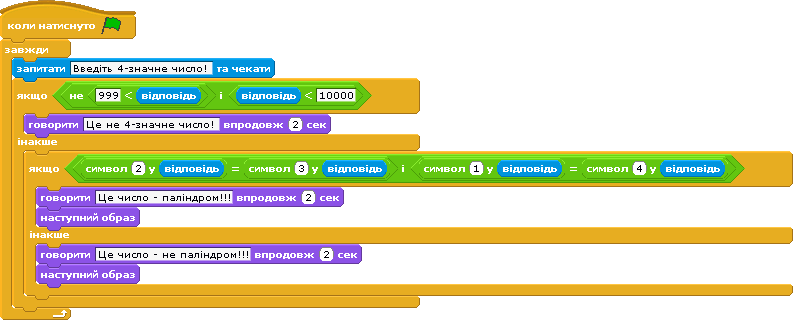 коли натиснуто
завжди
запитати Введіть 4-значне число! та чекати
якщо не 999 < відповідь і відповідь < 10000
говорити Це не 4-значне число! впродовж 2 сек
інакше
якщо символ 2 у відповідь = символ 3 у відповідь і символ 1 у відповідь = символ 4 у відповідь
говорити Це число - паліндром!!! впродовж 2 сек
наступний образ
інакше
говорити Це число - не паліндром!!! впродовж 2 сек
наступний образ